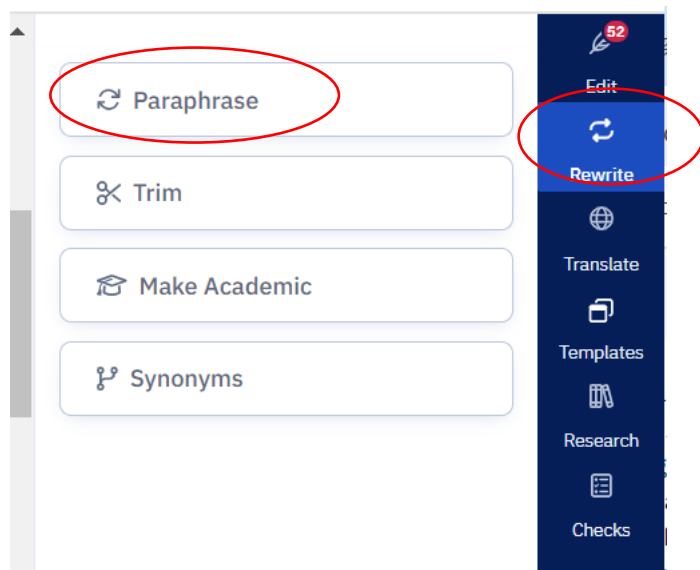 Paraphrase
Trim
Make Academic
Synonyms
52
Edit
Rewrite
Translate
Templates
Research
Checks